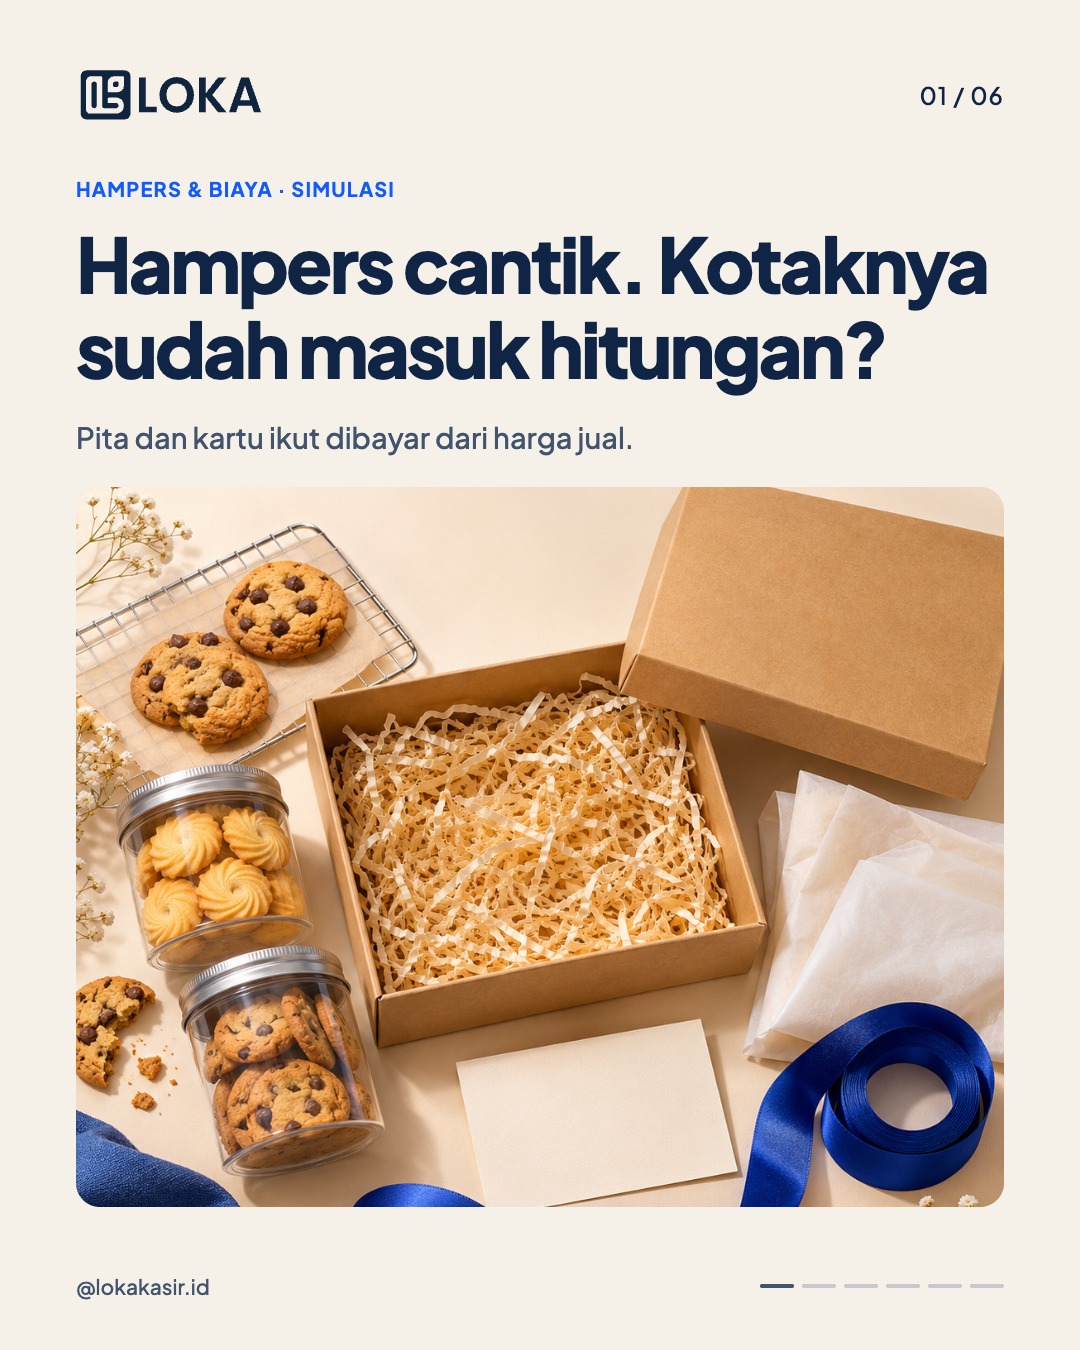 LOKA
01 / 06
HAMPERS & BIAYA · SIMULASI
Hampers cantik. Kotaknya
sudah masuk hitungan?
Pita dan kartu ikut dibayar dari harga jual.
@lokakasir.id